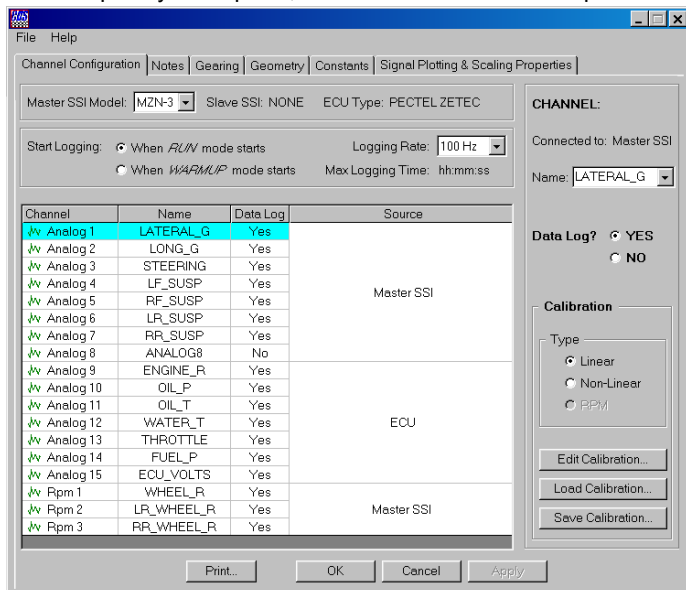 File Help
Channel Configuration Notes Gearing Geometry Constants Signal Plotting & Scaling Properties
Master SSI Model: MZN-3 Slave SSI: NONE ECU Type: PECTEL ZETEC
Start Logging: When RUN mode starts Logging Rate: 100 Hz
When WARMUP mode starts Max Logging Time: hh:mm:ss
Channel Name Data Log Source
Analog 1 LATERAL_G Yes
Analog 2 LONG_G Yes
Analog 3 STEERING Yes
Analog 4 LF_SUSP Yes
Master SSI
Analog 5 RF_SUSP Yes
Analog 6 LR_SUSP Yes
Analog 7 RR_SUSP Yes
Analog 8 ANALOG8 No
Analog 9 ENGINE_R Yes
Analog 10 OIL_P Yes
Analog 11 OIL_T Yes
Analog 12 WATER_T Yes ECU
Analog 13 THROTTLE Yes
Analog 14 FUEL_P Yes
Analog 15 ECU_VOLTS Yes
Rpm 1 WHEEL_R Yes
Rpm 2 LR_WHEEL_R Yes Master SSI
Rpm 3 RR_WHEEL_R Yes
CHANNEL:
Connected to: Master SSI
Name: LATERAL_G
Data Log? YES
NO
Calibration
Type
Linear
Non-Linear
RPM
Edit Calibration...
Load Calibration...
Save Calibration...
Print... OK Cancel Apply